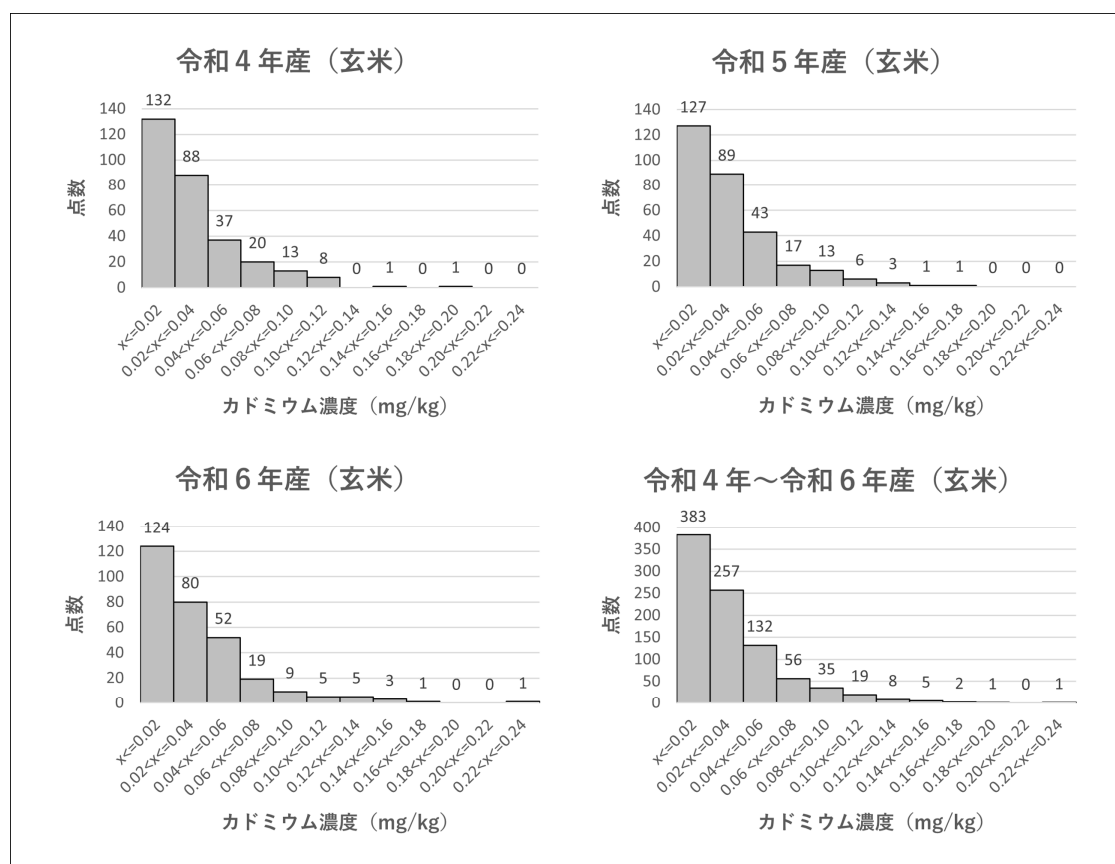 令和4年産（玄米）
点数
140
120
100
80
60
40
20
0
132
88
37
20
13
8
0
1
0
1
0
0
x<=0.02
0.02<x<=0.04
0.04<x<=0.06
0.06 <x<=0.08
0.08<x<=0.10
0.10<x<=0.12
0.12<x<=0.14
0.14<x<=0.16
0.16<x<=0.18
0.18<x<=0.20
0.20<x<=0.22
0.22<x<=0.24
カドミウム濃度（mg/kg）
令和5年産（玄米）
点数
140
120
100
80
60
40
20
0
127
89
43
17
13
6
3
1
1
0
0
0
x<=0.02
0.02<x<=0.04
0.04<x<=0.06
0.06 <x<=0.08
0.08<x<=0.10
0.10<x<=0.12
0.12<x<=0.14
0.14<x<=0.16
0.16<x<=0.18
0.18<x<=0.20
0.20<x<=0.22
0.22<x<=0.24
カドミウム濃度（mg/kg）
令和6年産（玄米）
点数
140
120
100
80
60
40
20
0
124
80
52
19
9
5
5
3
1
0
0
1
x<=0.02
0.02<x<=0.04
0.04<x<=0.06
0.06 <x<=0.08
0.08<x<=0.10
0.10<x<=0.12
0.12<x<=0.14
0.14<x<=0.16
0.16<x<=0.18
0.18<x<=0.20
0.20<x<=0.22
0.22<x<=0.24
カドミウム濃度（mg/kg）
令和4年～令和6年産（玄米）
点数
400
350
300
250
200
150
100
50
0
383
257
132
56
35
19
8
5
2
1
0
1
x<=0.02
0.02<x<=0.04
0.04<x<=0.06
0.06 <x<=0.08
0.08<x<=0.10
0.10<x<=0.12
0.12<x<=0.14
0.14<x<=0.16
0.16<x<=0.18
0.18<x<=0.20
0.20<x<=0.22
0.22<x<=0.24
カドミウム濃度（mg/kg）